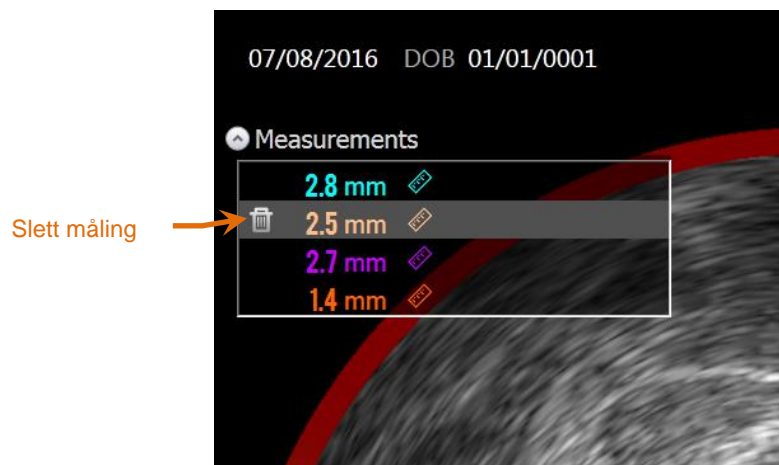 07/08/2016 DOB 01/01/0001
Measurements
2.8 mm
Slett måling
2.5 mm
2.7 mm
1.4 mm